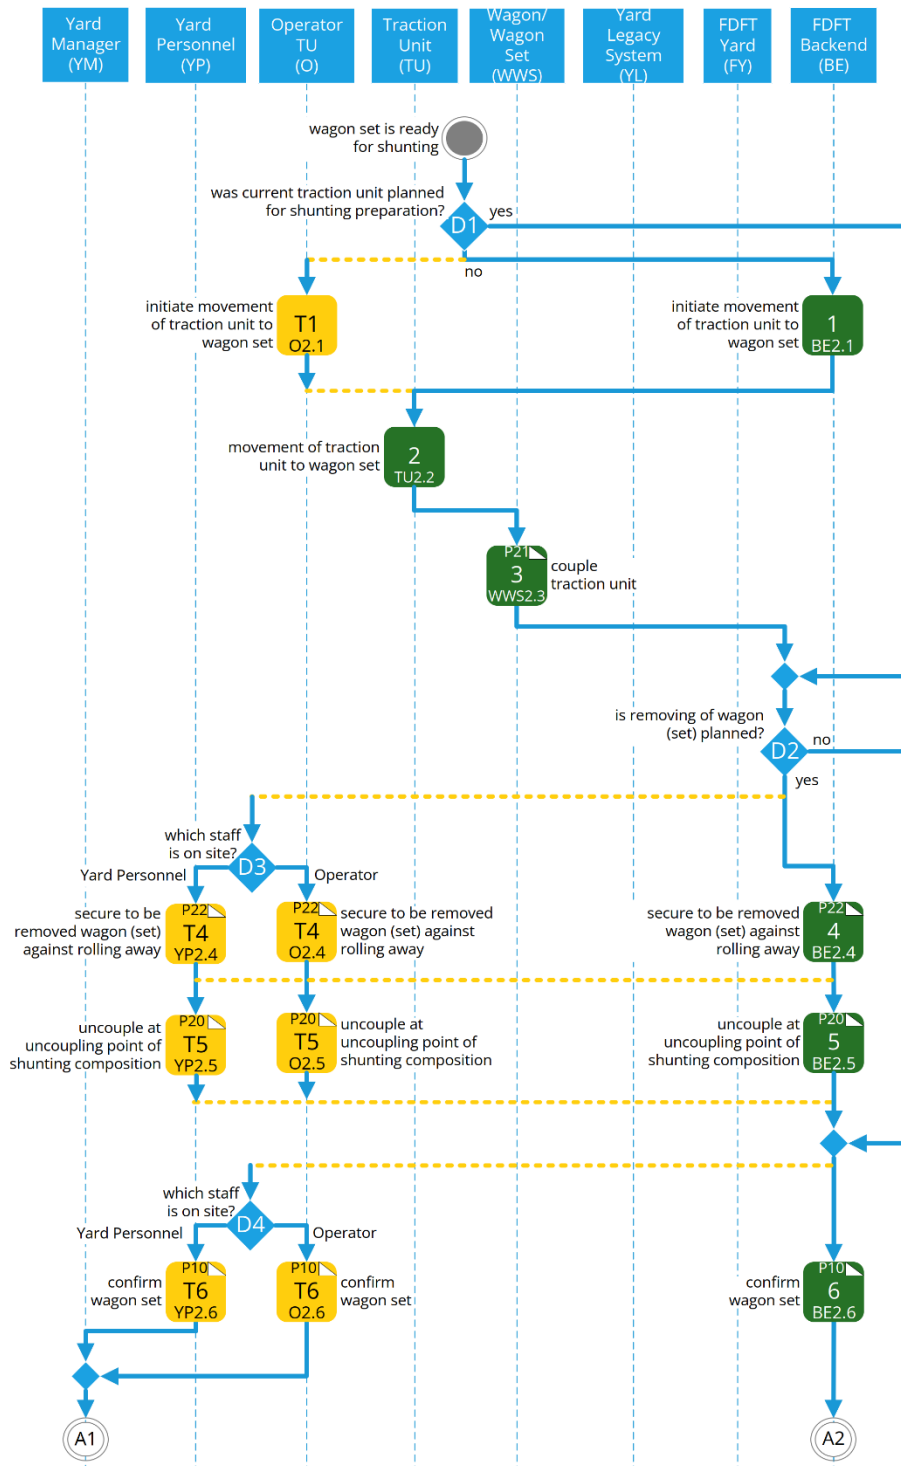 Yard
Manager
(YM)
Yard
Personnel
(YP)
Operator
TU
(O)
Traction
Unit
(TU)
Wagon/
Wagon
Set
(WWS)
Yard
Legacy
System
(YL)
FDFT
Yard
(FY)
FDFT
Backend
(BE)
wagon set is ready
for shunting
was current traction unit planned
for shunting preparation?
D1
yes
no
initiate movement
of traction unit to
wagon set
T1
O2.1
initiate movement
of traction unit to
wagon set
1
BE2.1
movement of traction
unit to wagon set
2
TU2.2
P21
3
WWS2.3
couple
traction unit
is removing of wagon
(set) planned?
D2
no
yes
which staff
is on site?
D3
Yard Personnel
Operator
secure to be
removed wagon (set)
against rolling away
P22
T4
YP2.4
P22
T4
O2.4
secure to be removed
wagon (set) against
rolling away
secure to be removed
wagon (set) against
rolling away
P22
4
BE2.4
uncouple at
uncoupling point of
shunting composition
P20
T5
YP2.5
P20
T5
O2.5
uncouple at
uncoupling point of
shunting composition
uncouple at
uncoupling point of
shunting composition
P20
5
BE2.5
which staff
is on site?
D4
Yard Personnel
Operator
confirm
wagon set
P10
T6
YP2.6
P10
T6
O2.6
confirm
wagon set
confirm
wagon set
P10
6
BE2.6
A1
A2